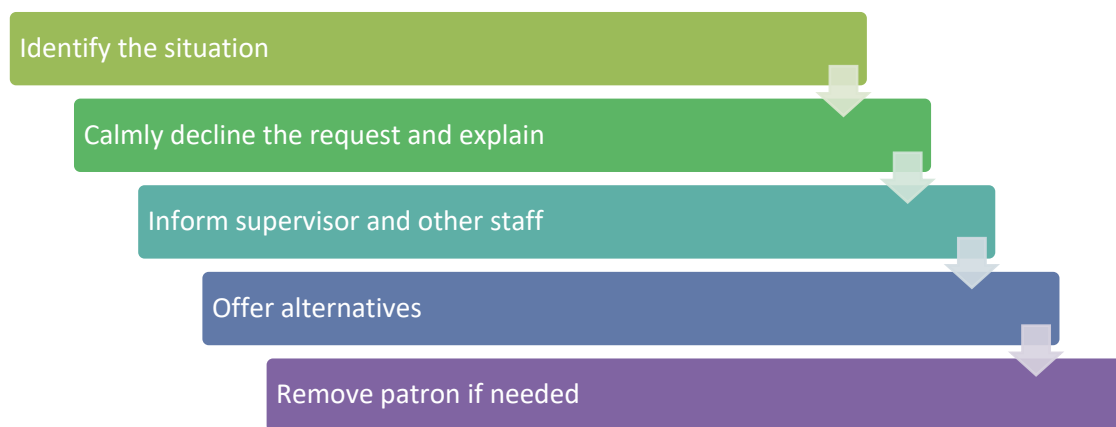 Identify the situation
Calmly decline the request and explain
Inform supervisor and other staff
Offer alternatives
Remove patron if needed